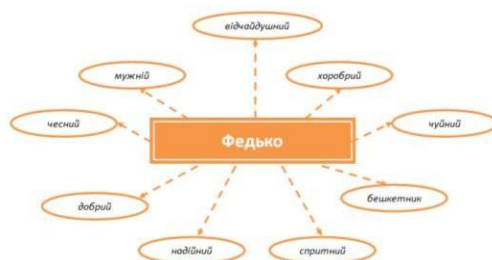 відчайдушний
мужній
хоробрий
чесний
Федько
чуйний
добрий
бешкетник
надійний
спритний